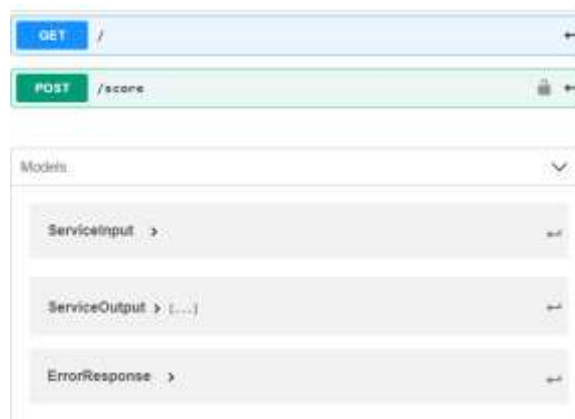 GET /
POST /score
Models
ServiceInput >
ServiceOutput > {...}
ErrorResponse >